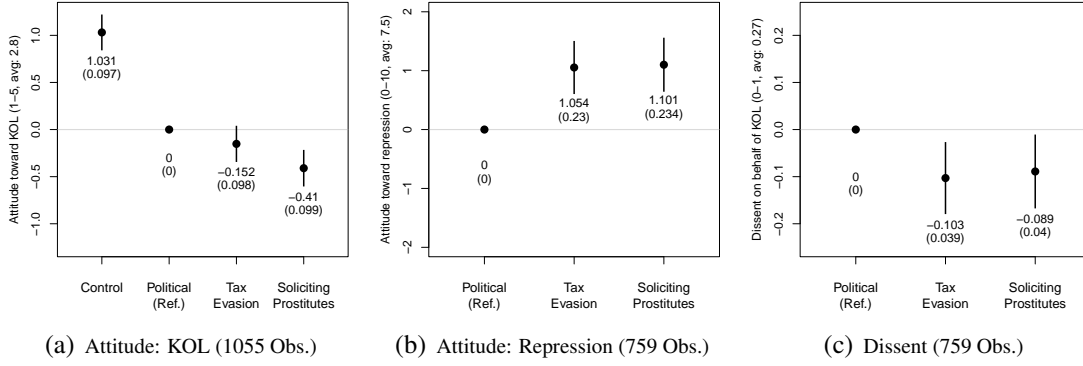 Attitude toward KOL (1−5, avg: 2.8)
1.0
0.5
0.0
−0.5
−1.0
1.031
(0.097)
0
(0)
−0.152
(0.098)
−0.41
(0.099)
Control
Political
(Ref.)
Tax
Evasion
Soliciting
Prostitutes
(a) Attitude: KOL (1055 Obs.)
Attitude toward repression (0−10, avg: 7.5)
2
1
0
−1
−2
0
(0)
1.054
(0.23)
1.101
(0.234)
Political
(Ref.)
Tax
Evasion
Soliciting
Prostitutes
(b) Attitude: Repression (759 Obs.)
Dissent on behalf of KOL (0−1, avg: 0.27)
0.2
0.1
0.0
−0.1
−0.2
0
(0)
−0.103
(0.039)
−0.089
(0.04)
Political
(Ref.)
Tax
Evasion
Soliciting
Prostitutes
(c) Dissent (759 Obs.)